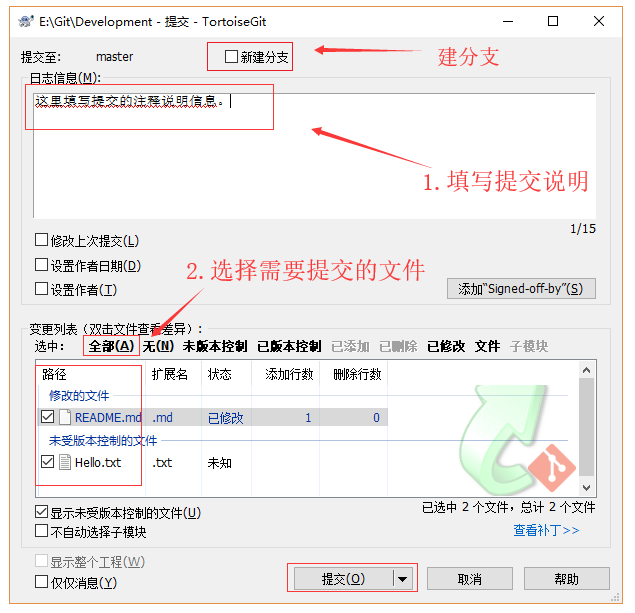 E:\Git\Development - 提交 - TortoiseGit
提交至: master 新建分支 建分支
日志信息(M):
这里填写提交的注释说明信息。
1.填写提交说明
1/15
修改上次提交(L)
设置作者日期(D)
2.选择需要提交的文件
设置作者(T) 添加“Signed-off-by”(S)
变更列表（双击文件查看差异）:
选中: 全部(A) 无(N) 未版本控制 已版本控制 已添加 已删除 已修改 文件 子模块
路径 扩展名 状态 添加行数 删除行数
修改的文件
README.md .md 已修改 1 0
未受版本控制的文件
Hello.txt .txt 未知
显示未受版本控制的文件(U) 已选中 2 个文件，总计 2 个文件
不自动选择子模块 查看补丁>>
显示整个工程(W)
仅仅消息(Y) 提交(O) 取消 帮助